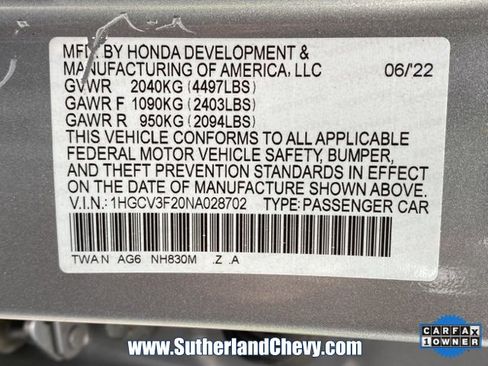 MFD. BY HONDA DEVELOPMENT &
MANUFACTURING OF AMERICA, LLC 06/'22
GVWR 2040KG (4497LBS)
GAWR F 1090KG (2403LBS)
GAWR R 950KG (2094LBS)
THIS VEHICLE CONFORMS TO ALL APPLICABLE
FEDERAL MOTOR VEHICLE SAFETY, BUMPER,
AND THEFT PREVENTION STANDARDS IN EFFECT
ON THE DATE OF MANUFACTURE SHOWN ABOVE.
V.I.N.: 1HGCV3F20NA028702 TYPE: PASSENGER CAR
TWA N AG6 NH830M .Z .A
www.SutherlandChevy.com
CARFAX
1 OWNER